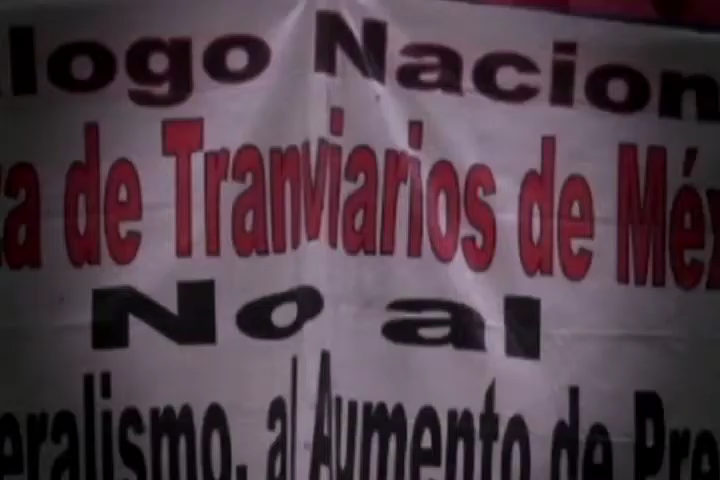 logo Nacion
a de Tranviarios de Méx
No al
eralismo, al Aumento de Pre